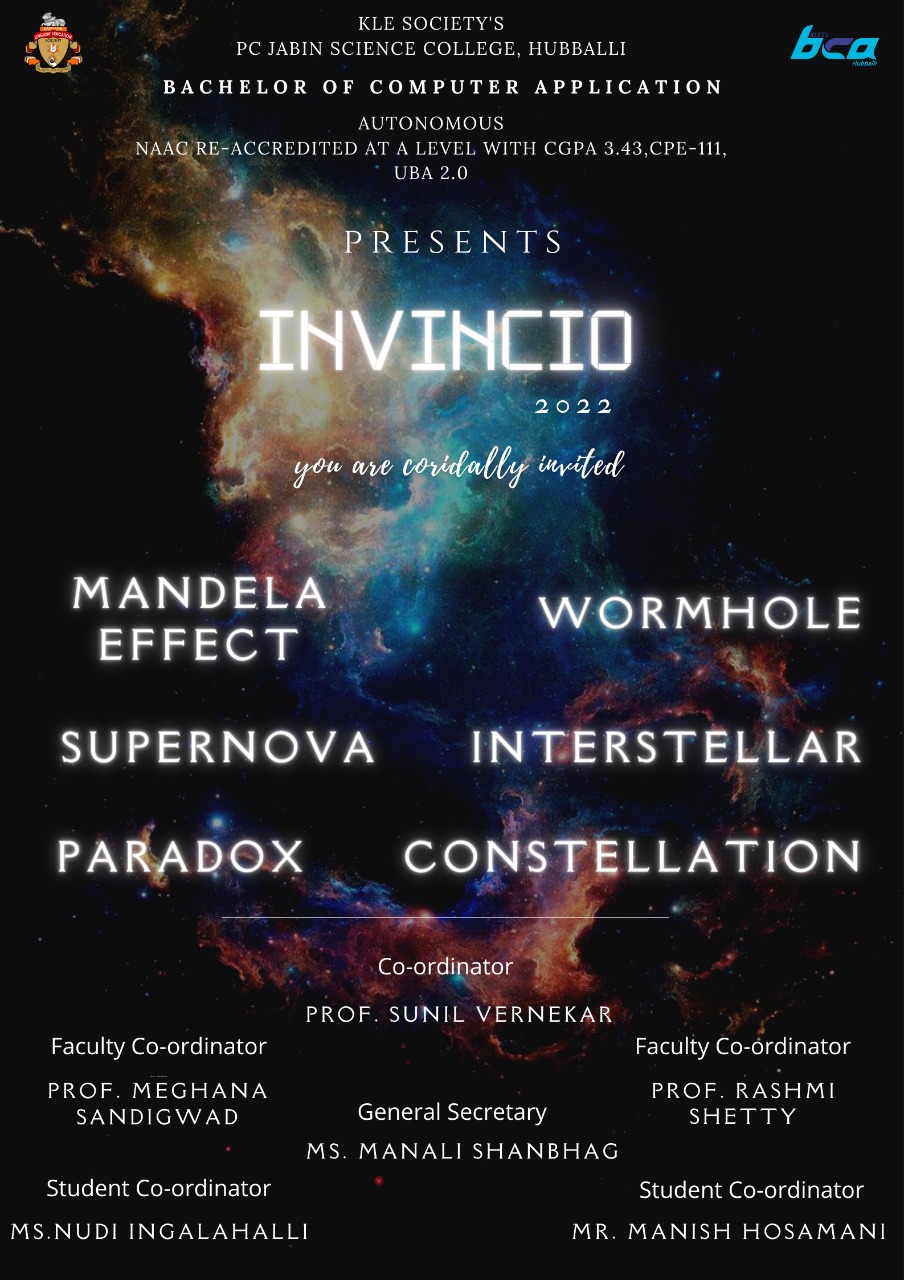 KLE SOCIETY'S
PC JABIN SCIENCE COLLEGE, HUBBALLI
BACHELOR OF COMPUTER APPLICATION
AUTONOMOUS
NAAC RE-ACCREDITED AT A LEVEL WITH CGPA 3.43,CPE-111,
UBA 2.0
KLES's
bca
Hubballi
PRESENTS
INVINCIO
2022
you are coridally invited
MANDELA
EFFECT
WORMHOLE
SUPERNOVA
INTERSTELLAR
PARADOX
CONSTELLATION
Co-ordinator
PROF. SUNIL VERNEKAR
Faculty Co-ordinator
PROF. MEGHANA
SANDIGWAD
Faculty Co-ordinator
PROF. RASHMI
SHETTY
General Secretary
MS. MANALI SHANBHAG
Student Co-ordinator
MS.NUDI INGALAHALLI
Student Co-ordinator
MR. MANISH HOSAMANI